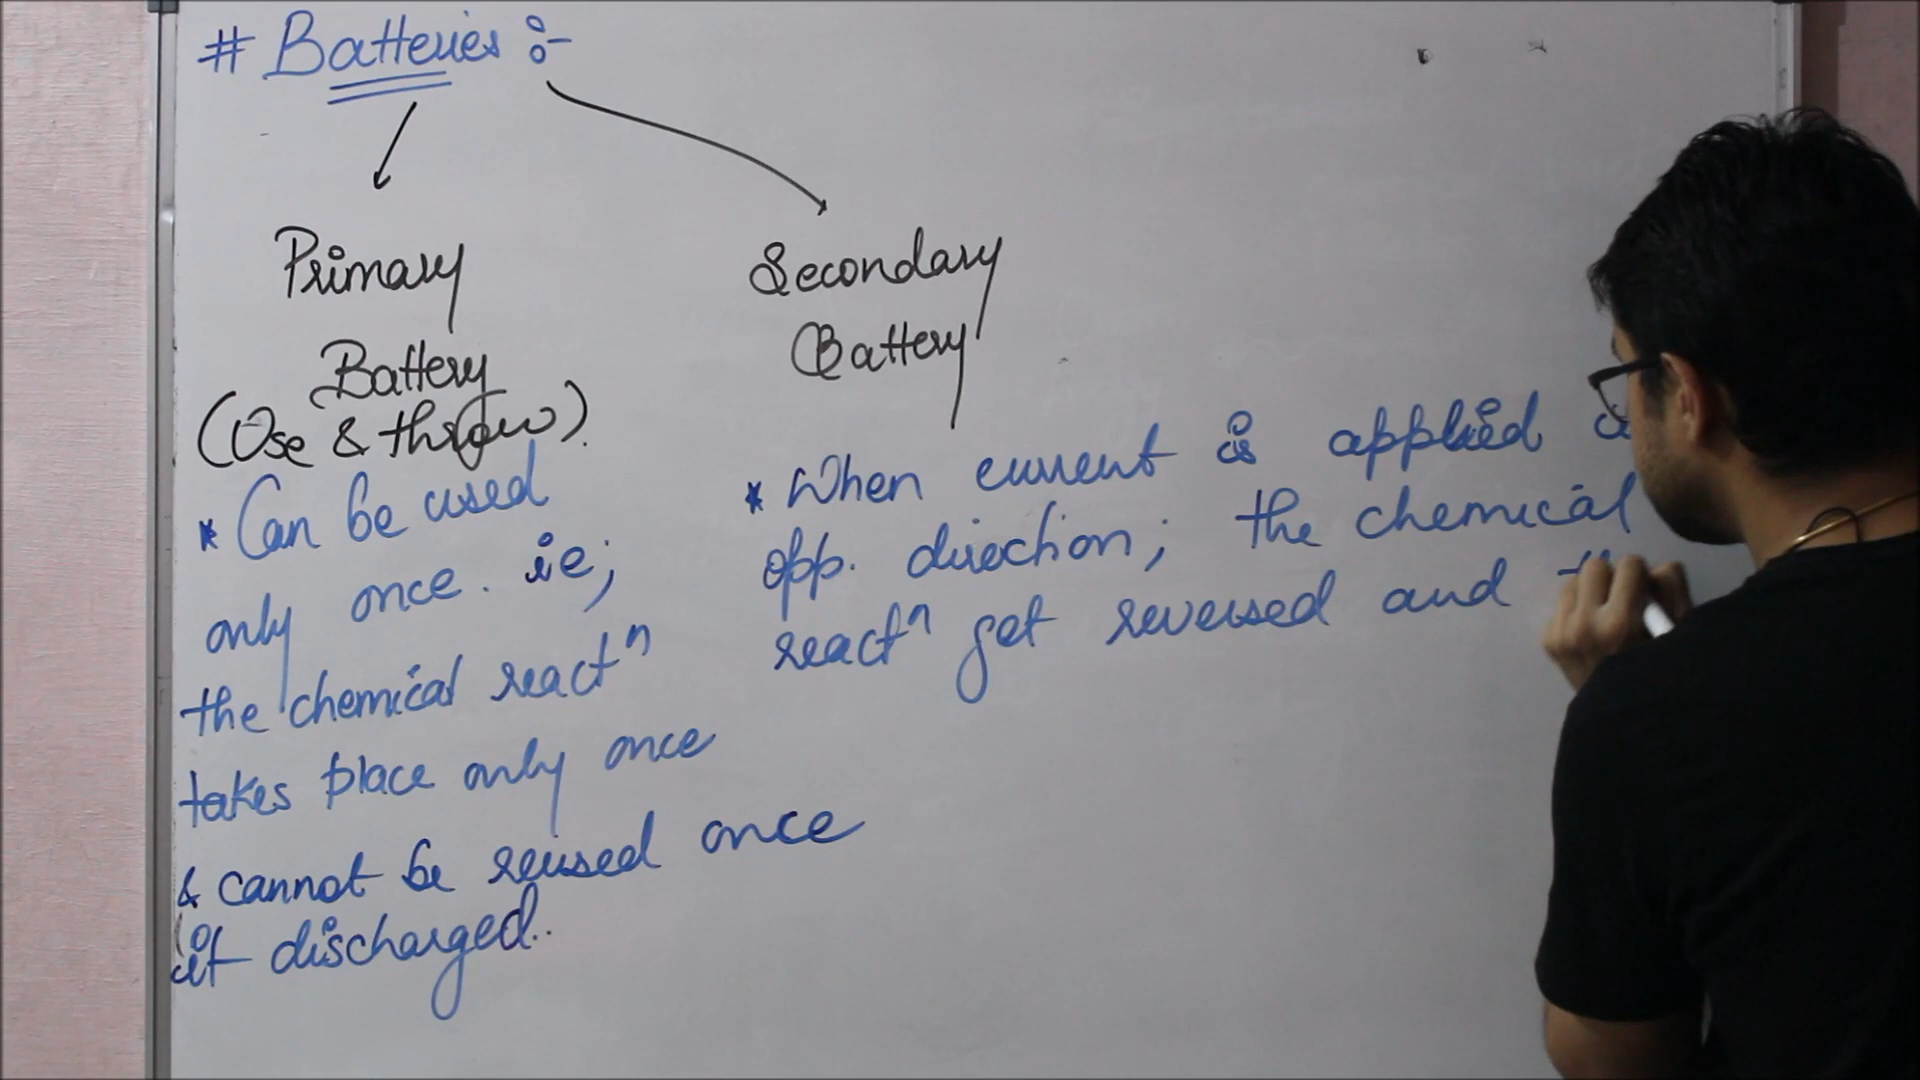 # Batteries :-
Primary
Battery
(Use & throw).
* Can be used
only once. ie;
the chemical reactⁿ
takes place only once
& cannot be reused once
it discharged..
Secondary
Battery
* When current is applied
opp. direction; the chemical
reactⁿ get reversed and